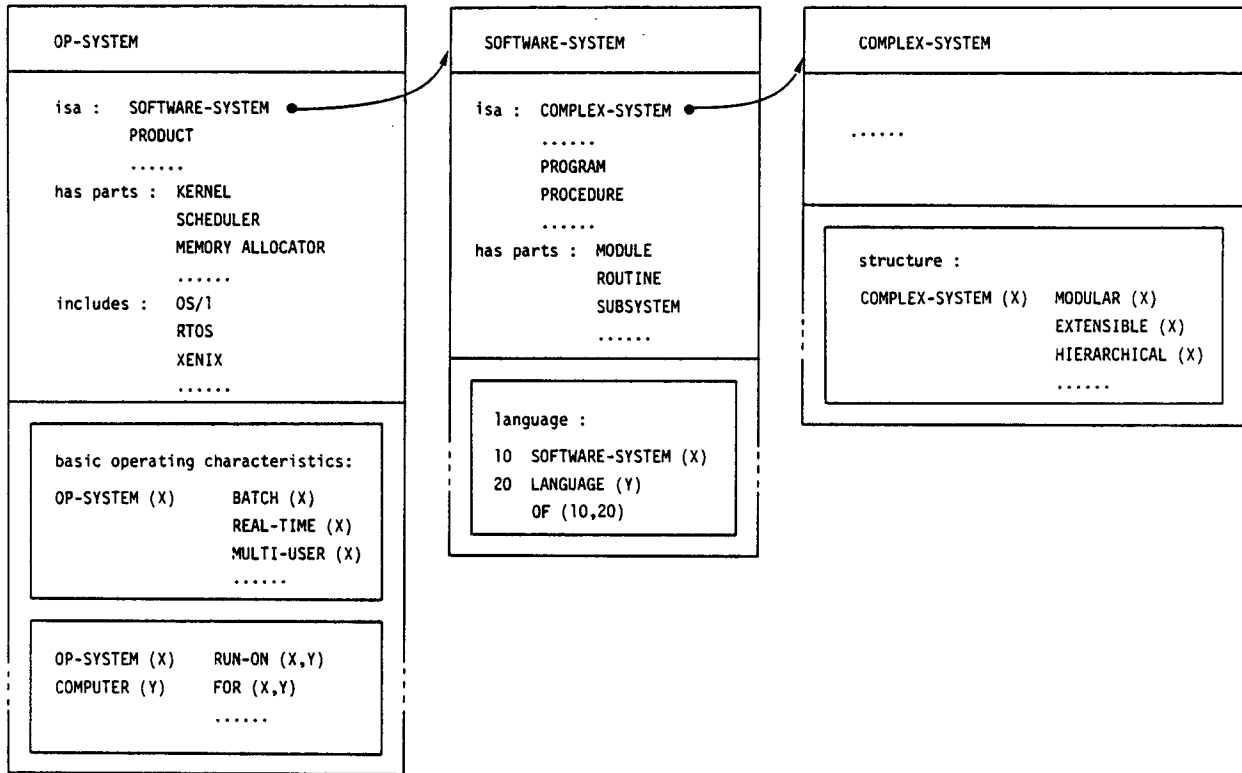 OP-SYSTEM
isa : SOFTWARE-SYSTEM
PRODUCT
......
has parts : KERNEL
SCHEDULER
MEMORY ALLOCATOR
......
includes : OS/1
RTOS
XENIX
......
basic operating characteristics:
OP-SYSTEM (X) BATCH (X)
REAL-TIME (X)
MULTI-USER (X)
......
OP-SYSTEM (X) RUN-ON (X,Y)
COMPUTER (Y) FOR (X,Y)
......
SOFTWARE-SYSTEM
isa : COMPLEX-SYSTEM
......
PROGRAM
PROCEDURE
......
has parts : MODULE
ROUTINE
SUBSYSTEM
......
language :
10 SOFTWARE-SYSTEM (X)
20 LANGUAGE (Y)
OF (10,20)
COMPLEX-SYSTEM
......
structure :
COMPLEX-SYSTEM (X) MODULAR (X)
EXTENSIBLE (X)
HIERARCHICAL (X)
......